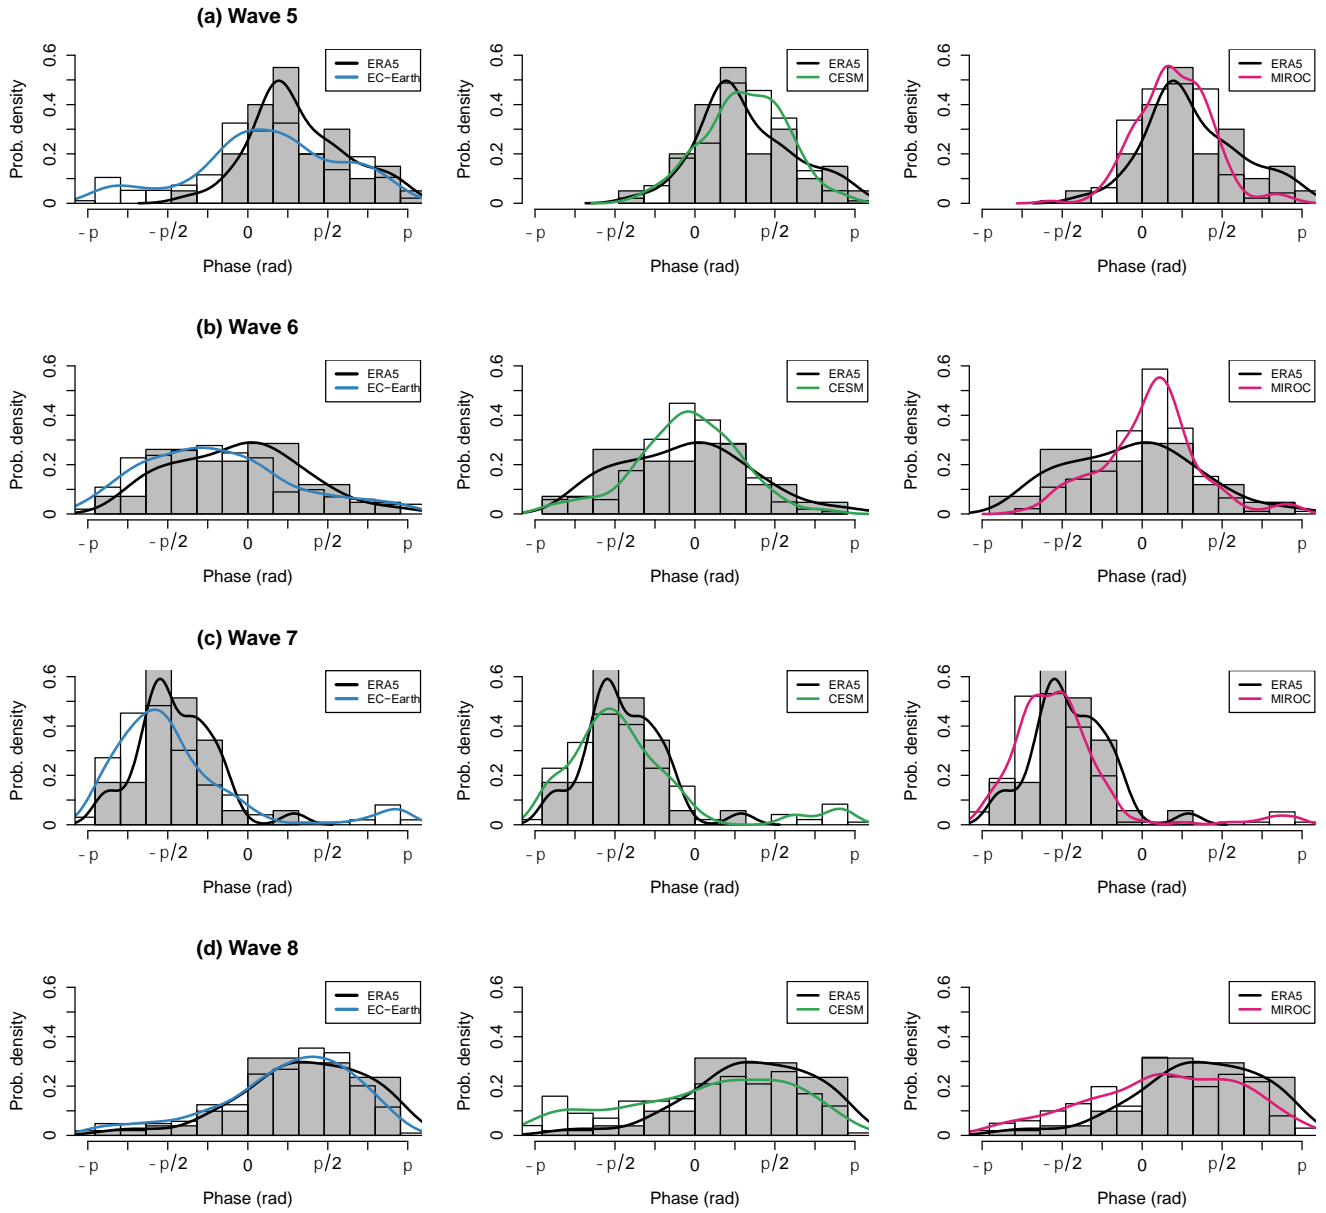 (a) Wave 5
Prob. density
0 0.2 0.4 0.6
ERA5
EC−Earth
-p -p/2 0 p/2 p
Phase (rad)
Prob. density
0 0.2 0.4 0.6
ERA5
CESM
-p -p/2 0 p/2 p
Phase (rad)
Prob. density
0 0.2 0.4 0.6
ERA5
MIROC
-p -p/2 0 p/2 p
Phase (rad)
(b) Wave 6
Prob. density
0 0.2 0.4 0.6
ERA5
EC−Earth
-p -p/2 0 p/2 p
Phase (rad)
Prob. density
0 0.2 0.4 0.6
ERA5
CESM
-p -p/2 0 p/2 p
Phase (rad)
Prob. density
0 0.2 0.4 0.6
ERA5
MIROC
-p -p/2 0 p/2 p
Phase (rad)
(c) Wave 7
Prob. density
0 0.2 0.4 0.6
ERA5
EC−Earth
-p -p/2 0 p/2 p
Phase (rad)
Prob. density
0 0.2 0.4 0.6
ERA5
CESM
-p -p/2 0 p/2 p
Phase (rad)
Prob. density
0 0.2 0.4 0.6
ERA5
MIROC
-p -p/2 0 p/2 p
Phase (rad)
(d) Wave 8
Prob. density
0 0.2 0.4 0.6
ERA5
EC−Earth
-p -p/2 0 p/2 p
Phase (rad)
Prob. density
0 0.2 0.4 0.6
ERA5
CESM
-p -p/2 0 p/2 p
Phase (rad)
Prob. density
0 0.2 0.4 0.6
ERA5
MIROC
-p -p/2 0 p/2 p
Phase (rad)